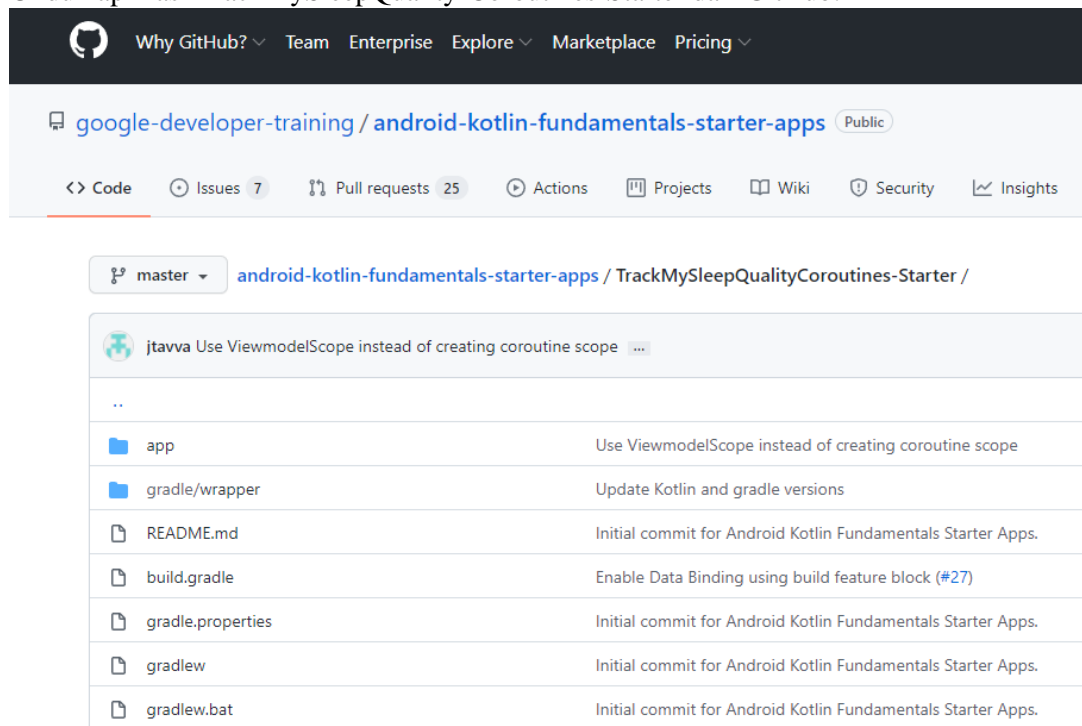 Why GitHub? Team Enterprise Explore Marketplace Pricing
google-developer-training / android-kotlin-fundamentals-starter-apps Public
<> Code Issues 7 Pull requests 25 Actions Projects Wiki Security Insights
master android-kotlin-fundamentals-starter-apps / TrackMySleepQualityCoroutines-Starter /
jtavva Use ViewmodelScope instead of creating coroutine scope ...
..
app Use ViewmodelScope instead of creating coroutine scope
gradle/wrapper Update Kotlin and gradle versions
README.md Initial commit for Android Kotlin Fundamentals Starter Apps.
build.gradle Enable Data Binding using build feature block (#27)
gradle.properties Initial commit for Android Kotlin Fundamentals Starter Apps.
gradlew Initial commit for Android Kotlin Fundamentals Starter Apps.
gradlew.bat Initial commit for Android Kotlin Fundamentals Starter Apps.